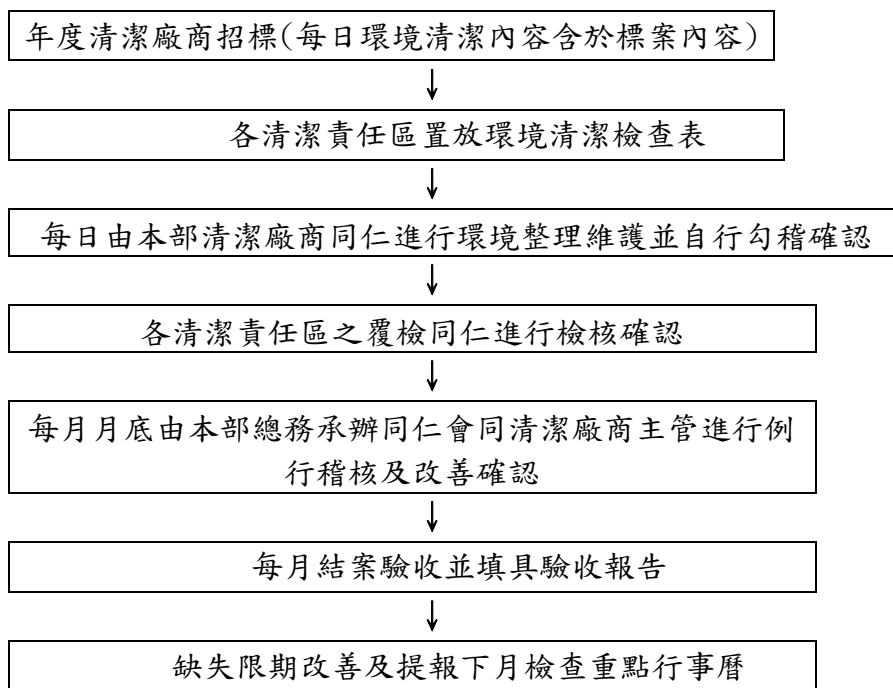 年度清潔廠商招標(每日環境清潔內容含於標案內容)
各清潔責任區置放環境清潔檢查表
每日由本部清潔廠商同仁進行環境整理維護並自行勾稽確認
各清潔責任區之覆檢同仁進行檢核確認
每月月底由本部總務承辦同仁會同清潔廠商主管進行例
行稽核及改善確認
每月結案驗收並填具驗收報告
缺失限期改善及提報下月檢查重點行事曆